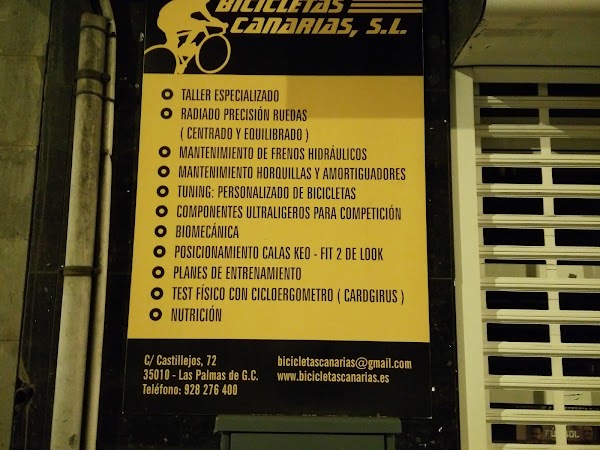 BICICLETAS
CANARIAS, S.L.
TALLER ESPECIALIZADO
RADIADO PRECISIÓN RUEDAS
( CENTRADO Y EQUILIBRADO )
MANTENIMIENTO DE FRENOS HIDRÁULICOS
MANTENIMIENTO HORQUILLAS Y AMORTIGUADORES
TUNING: PERSONALIZADO DE BICICLETAS
COMPONENTES ULTRALIGEROS PARA COMPETICIÓN
BIOMECÁNICA
POSICIONAMIENTO CALAS KEO - FIT 2 DE LOOK
PLANES DE ENTRENAMIENTO
TEST FÍSICO CON CICLOERGOMETRO ( CARDGIRUS )
NUTRICIÓN
C/ Castillejos, 72
35010 - Las Palmas de G.C.
Teléfono: 928 276 400
bicicletascanarias@gmail.com
www.bicicletascanarias.es
FÚTBOL